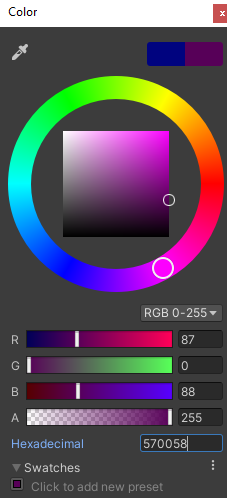 Color
x
RGB 0-255
R 87
G 0
B 88
A 255
Hexadecimal 570058
Swatches
Click to add new preset